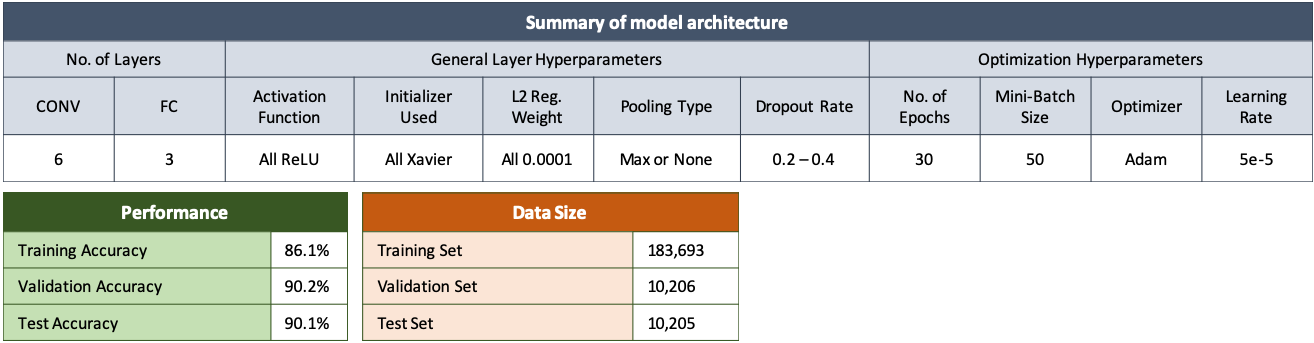 Summary of model architecture
No. of Layers General Layer Hyperparameters Optimization Hyperparameters
CONV FC Activation Function Initializer Used L2 Reg. Weight Pooling Type Dropout Rate No. of Epochs Mini-Batch Size Optimizer Learning Rate
6 3 All ReLU All Xavier All 0.0001 Max or None 0.2 – 0.4 30 50 Adam 5e-5
Performance
Training Accuracy 86.1%
Validation Accuracy 90.2%
Test Accuracy 90.1%
Data Size
Training Set 183,693
Validation Set 10,206
Test Set 10,205